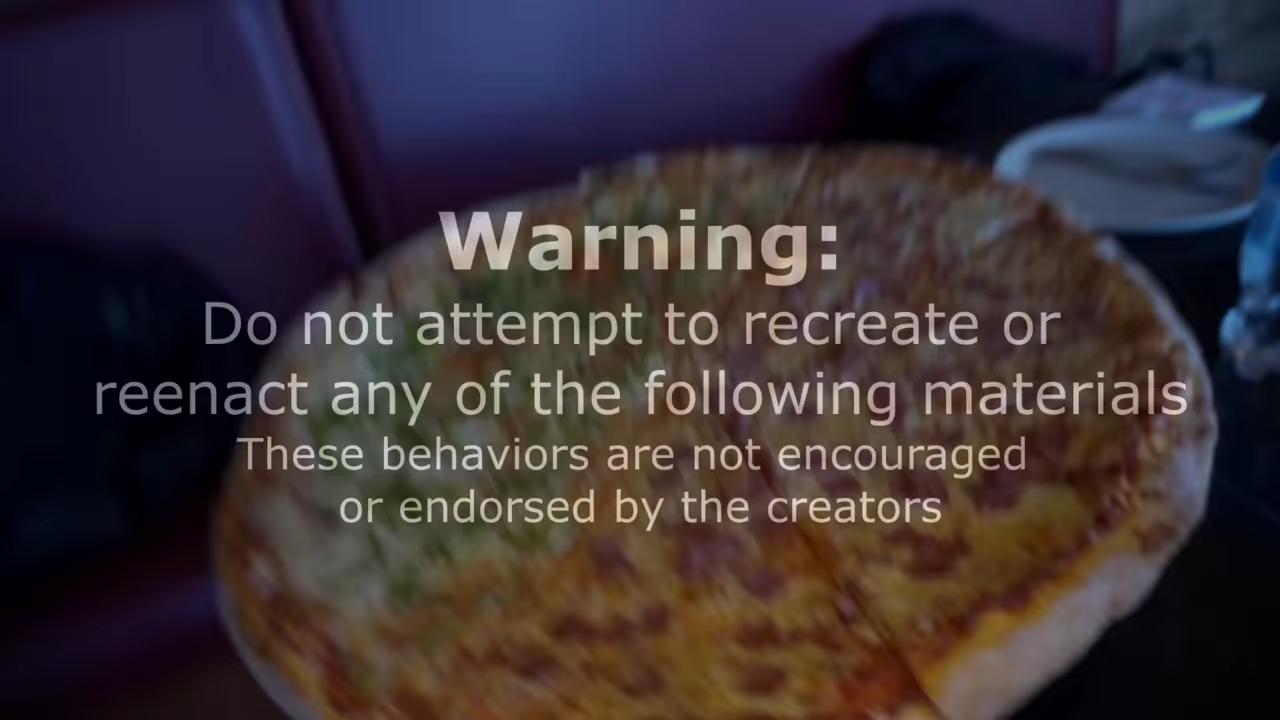 Warning:
Do not attempt to recreate or
reenact any of the following materials
These behaviors are not encouraged
or endorsed by the creators